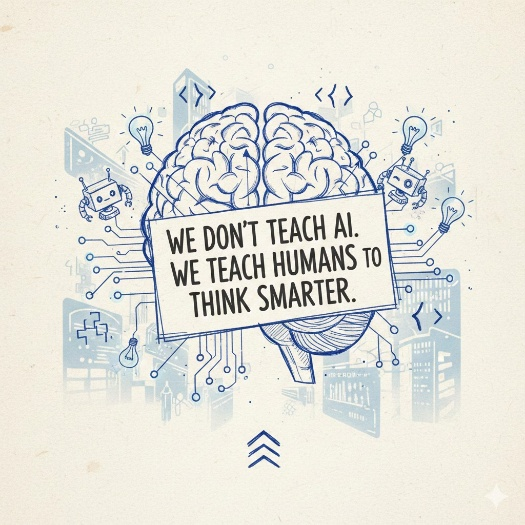 WE DON'T TEACH AI.
WE TEACH HUMANS TO
THINK SMARTER.